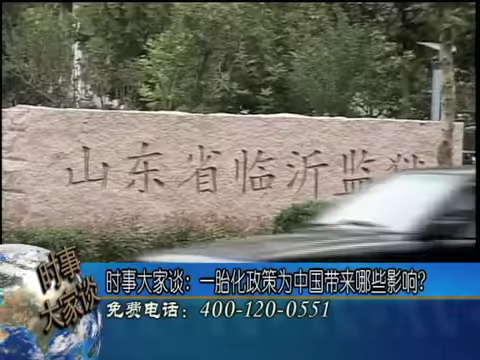 山东省临沂监狱
时事
大家谈
时事大家谈：一胎化政策为中国带来哪些影响?
免费电话：400-120-0551